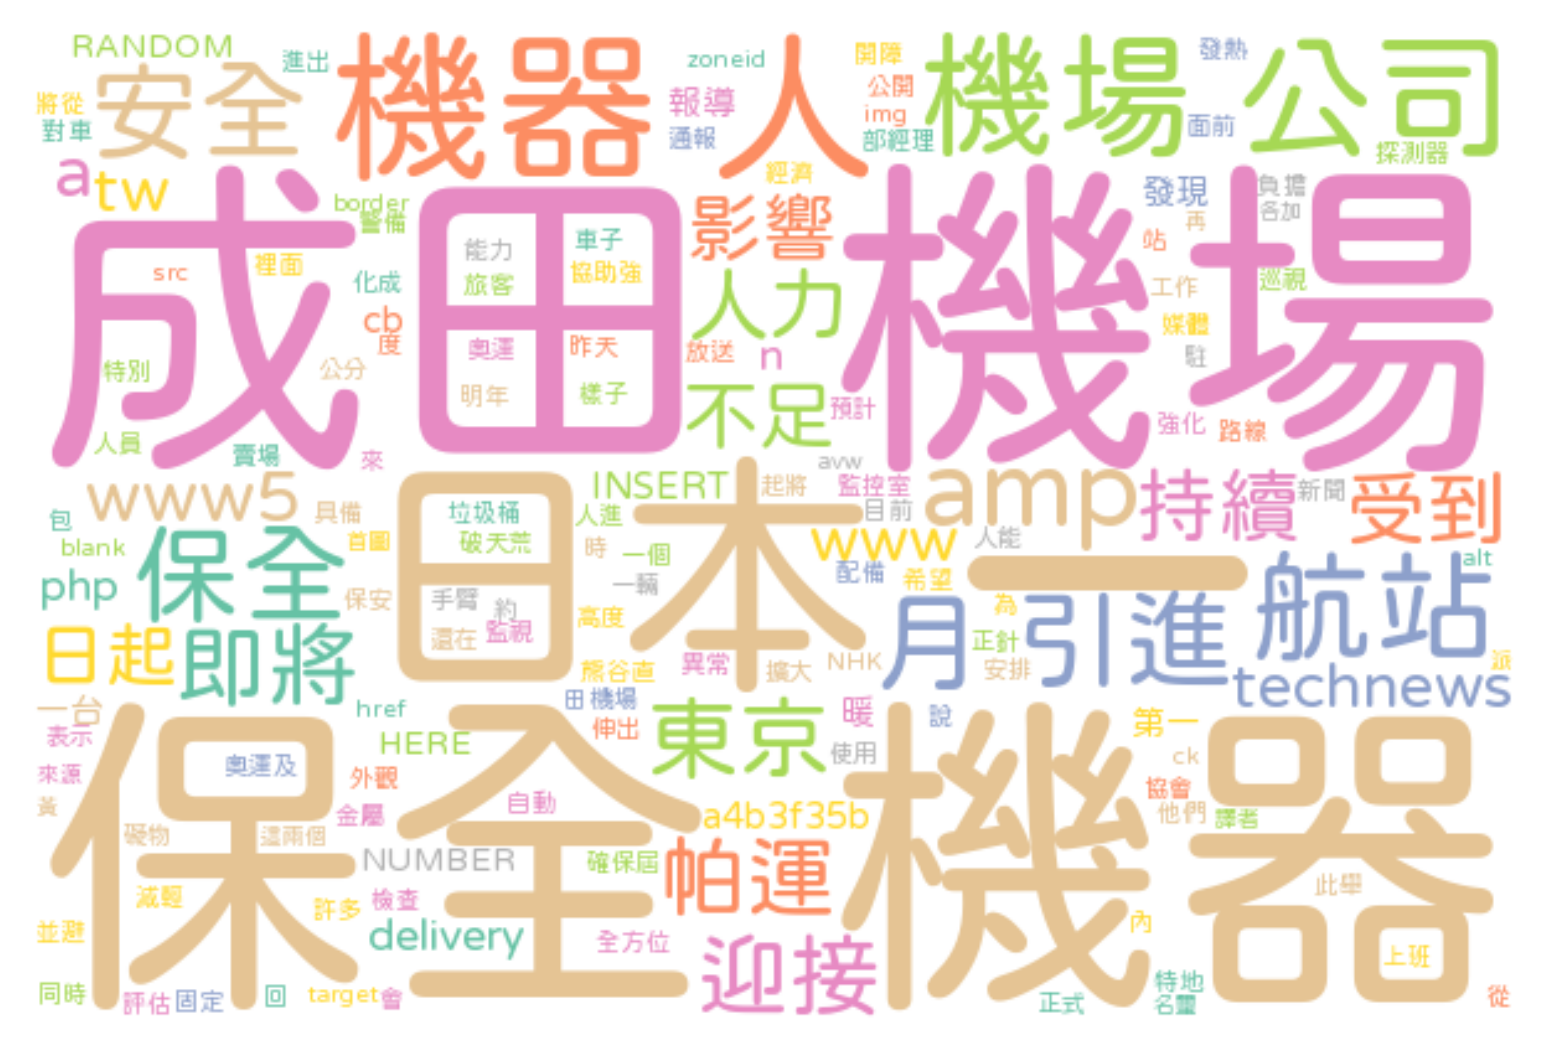 RANDOM
進出
機器人
zoneid
開障
機場公司
發熱
將從
安全
報導
公開
img
面前
對車
通報
部經理
探測器
a
tw
經濟
發現
負擔
border
影響
各加
警備
再
成田機場
能力
車子
站
src
裡面
旅客
協助強
巡視
化成
人力
工作
cb
媒體
度
奧運
昨天
放送
n
駐
特別
公分
明年
樣子
不足
預計
強化
路線
人員
賣場
來
avw
www5
INSERT
起將
監控室
amp
持續
新聞
受到
具備
垃圾桶
人進
日本
目前
包
blank
保全
首圖
破天荒
時
一個
www
人能
一
alt
php
保安
手臂
約
一輛
配備
希望
航站
還在
監視
高度
月
為
引進
日起
即將
正針
熊谷直
異常
擴大
NHK
安排
派
technews
一台
href
田機場
東京
暖
說
第一
表示
HERE
伸出
使用
ck
來源
奧運及
外觀
協會
黃
自動
金屬
a4b3f35b
他們
譯者
保全機器
礙物
這兩個
NUMBER
確保屆
帕運
此舉
減輕
許多
檢查
內
並避
delivery
全方位
迎接
上班
同時
評估
固定
回
target
會
正式
特地
名壐
從